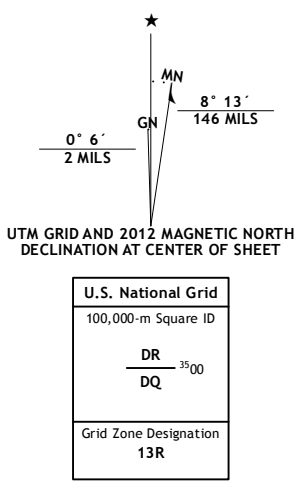 ★
MN
8° 13´
146 MILS
GN
0° 6´
2 MILS
UTM GRID AND 2012 MAGNETIC NORTH
DECLINATION AT CENTER OF SHEET
U.S. National Grid
100,000-m Square ID
DR
3500
DQ
Grid Zone Designation
13R